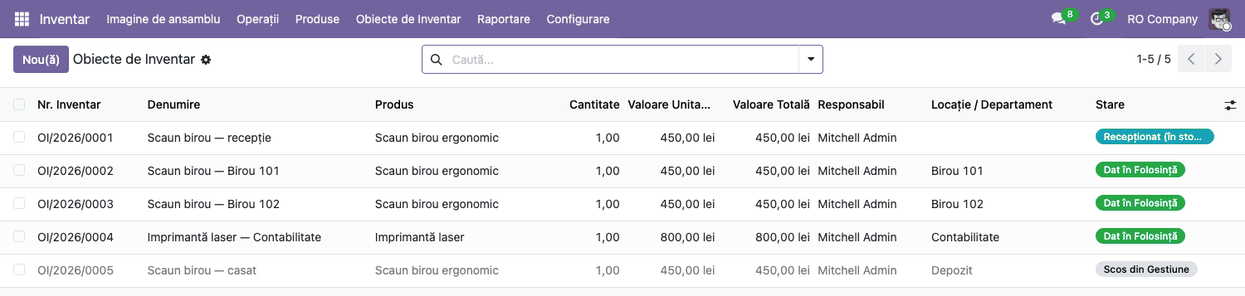 Inventar Imagine de ansamblu Operații Produse Obiecte de Inventar Raportare Configurare 8 3 RO Company
Nou(ă) Obiecte de Inventar Caută... 1-5 / 5
Nr. Inventar Denumire Produs Cantitate Valoare Unita... Valoare Totală Responsabil Locație / Departament Stare
OI/2026/0001 Scaun birou — recepție Scaun birou ergonomic 1,00 450,00 lei 450,00 lei Mitchell Admin Recepționat (în sto...
OI/2026/0002 Scaun birou — Birou 101 Scaun birou ergonomic 1,00 450,00 lei 450,00 lei Mitchell Admin Birou 101 Dat în Folosință
OI/2026/0003 Scaun birou — Birou 102 Scaun birou ergonomic 1,00 450,00 lei 450,00 lei Mitchell Admin Birou 102 Dat în Folosință
OI/2026/0004 Imprimantă laser — Contabilitate Imprimantă laser 1,00 800,00 lei 800,00 lei Mitchell Admin Contabilitate Dat în Folosință
OI/2026/0005 Scaun birou — casat Scaun birou ergonomic 1,00 450,00 lei 450,00 lei Mitchell Admin Depozit Scos din Gestiune